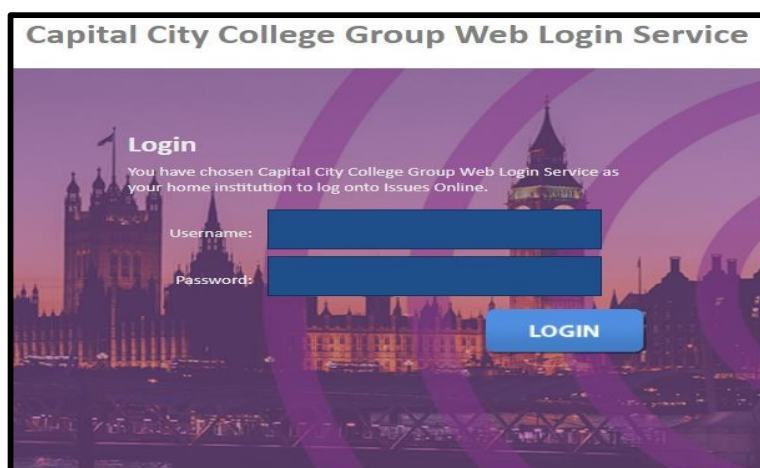 Capital City College Group Web Login Service
Login
You have chosen Capital City College Group Web Login Service as
your home institution to log onto Issues Online.
Username:
Password:
LOGIN